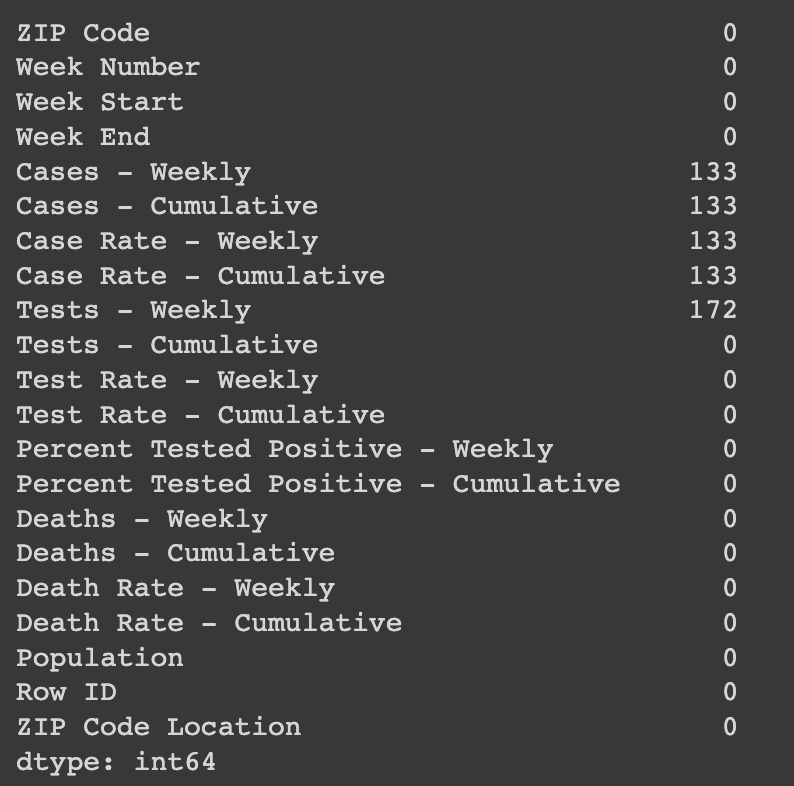 ZIP Code 0
Week Number 0
Week Start 0
Week End 0
Cases - Weekly 133
Cases - Cumulative 133
Case Rate - Weekly 133
Case Rate - Cumulative 133
Tests - Weekly 172
Tests - Cumulative 0
Test Rate - Weekly 0
Test Rate - Cumulative 0
Percent Tested Positive - Weekly 0
Percent Tested Positive - Cumulative 0
Deaths - Weekly 0
Deaths - Cumulative 0
Death Rate - Weekly 0
Death Rate - Cumulative 0
Population 0
Row ID 0
ZIP Code Location 0
dtype: int64